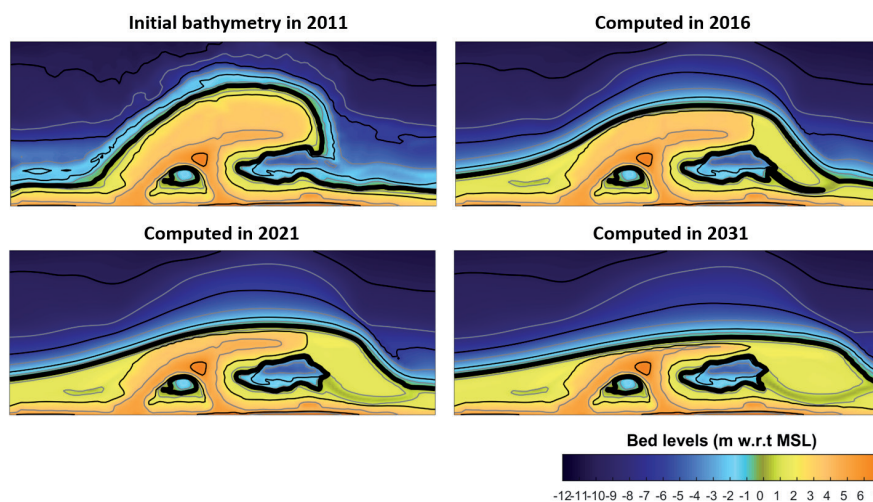 Initial bathymetry in 2011
Computed in 2016
Computed in 2021
Computed in 2031
Bed levels (m w.r.t MSL)
-12-11-10-9 -8 -7 -6 -5 -4 -3 -2 -1 0 1 2 3 4 5 6